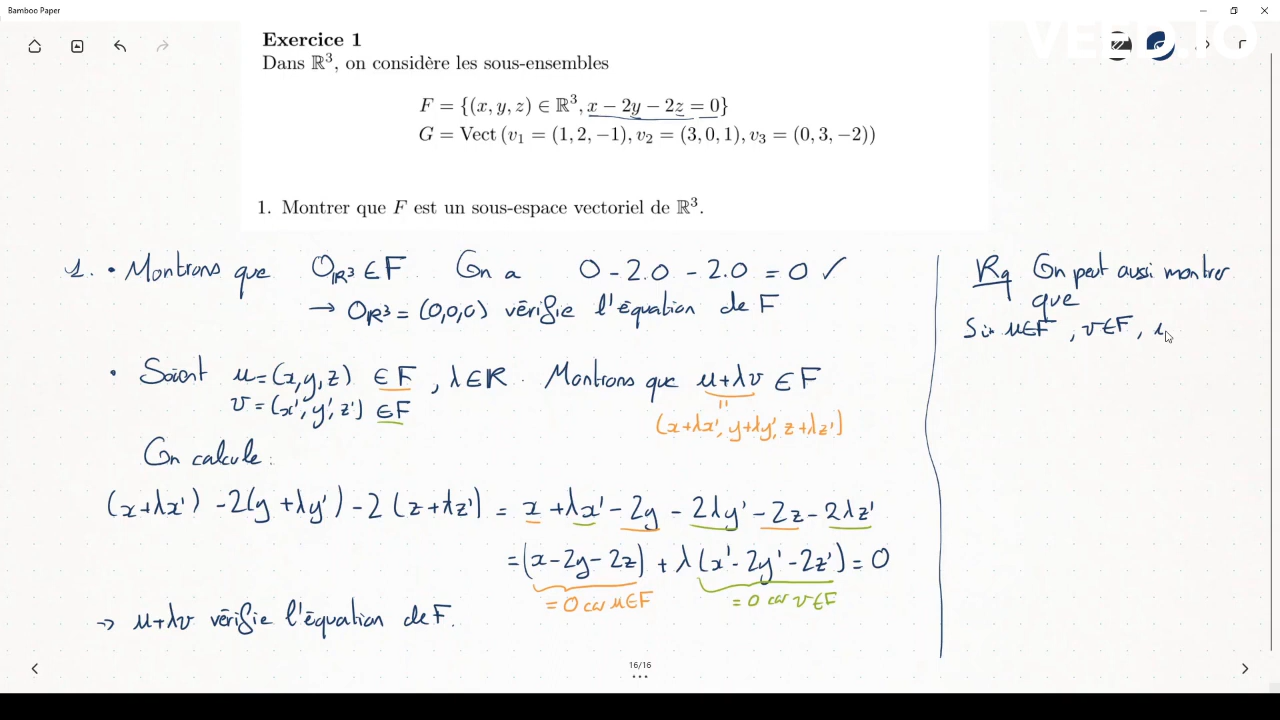 Bamboo Paper
VEED.IO
Exercice 1
Dans ℝ³, on considère les sous-ensembles
F = {(x, y, z) ∈ ℝ³, x − 2y − 2z = 0}
G = Vect (v₁ = (1, 2, −1), v₂ = (3, 0, 1), v₃ = (0, 3, −2))
1. Montrer que F est un sous-espace vectoriel de ℝ³.
1. • Montrons que 0_ℝ³ ∈ F On a 0 - 2.0 - 2.0 = 0 ✓
→ 0_ℝ³ = (0,0,0) vérifie l'équation de F
• Soient u = (x,y,z) ∈ F, λ∈ℝ. Montrons que u+λv ∈ F
v = (x',y',z') ∈F
"
(x+λx', y+λy', z+λz')
On calcule:
(x+λx') - 2(y+λy') - 2(z+λz') = x + λx' - 2y - 2λy' - 2z - 2λz'
= (x-2y-2z) + λ(x'-2y'-2z') = 0
= 0 car u∈F = 0 car v∈F
→ u+λv vérifie l'équation de F.
Rq On peut aussi montrer
que
Si u∈F, v∈F,
16/16